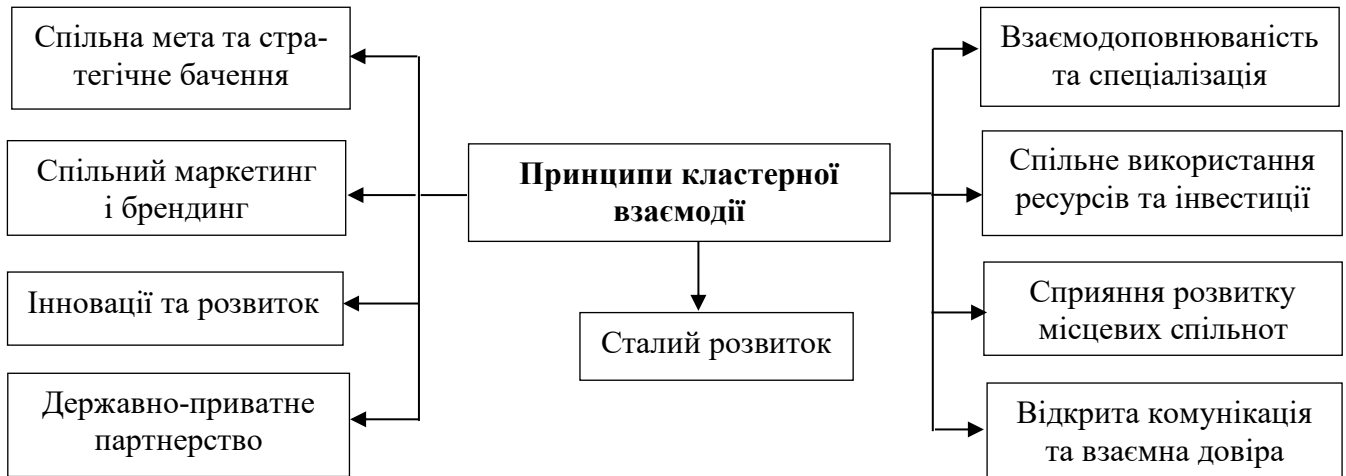 Спільна мета та стра-
тегічне бачення
Спільний маркетинг
і брендинг
Інновації та розвиток
Державно-приватне
партнерство
Принципи кластерної
взаємодії
Сталий розвиток
Взаємодоповнюваність
та спеціалізація
Спільне використання
ресурсів та інвестиції
Сприяння розвитку
місцевих спільнот
Відкрита комунікація
та взаємна довіра